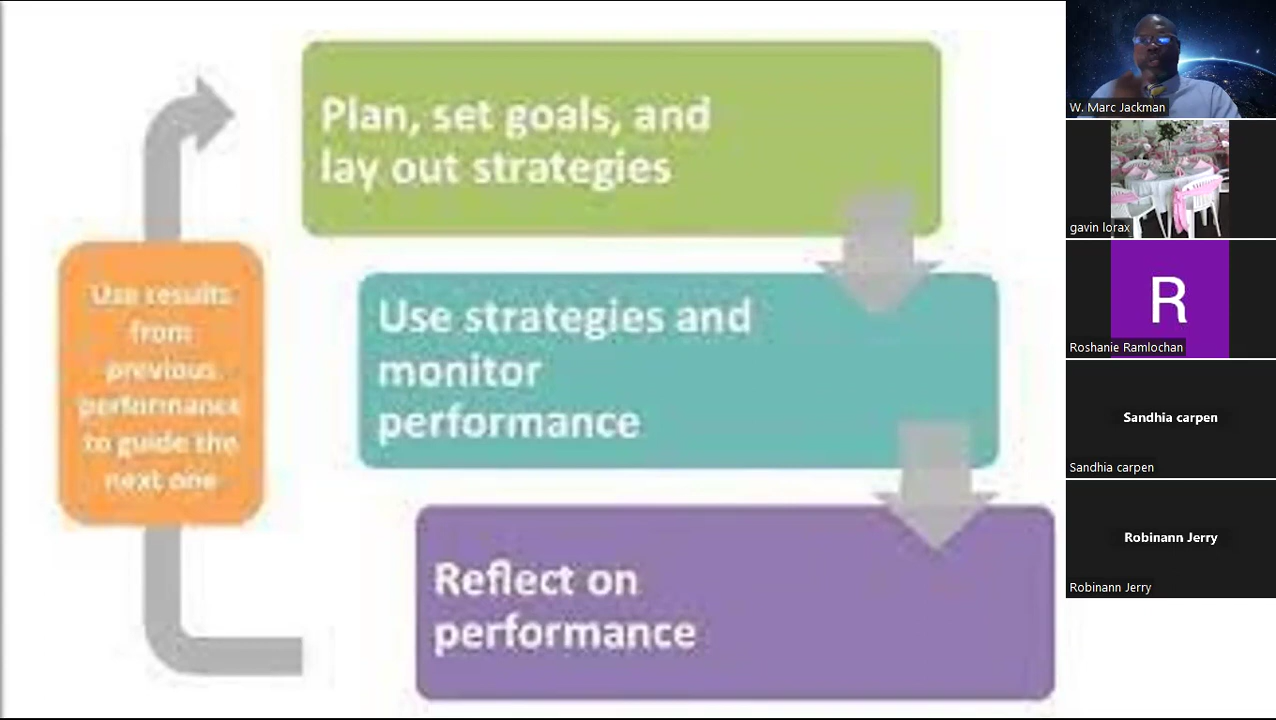 Plan, set goals, and
lay out strategies
Use strategies and
monitor
performance
Reflect on
performance
Use results
from
previous
performance
to guide the
next one
W. Marc Jackman
gavin lorax
R
Roshanie Ramlochan
Sandhia carpen
Sandhia carpen
Robinann Jerry
Robinann Jerry